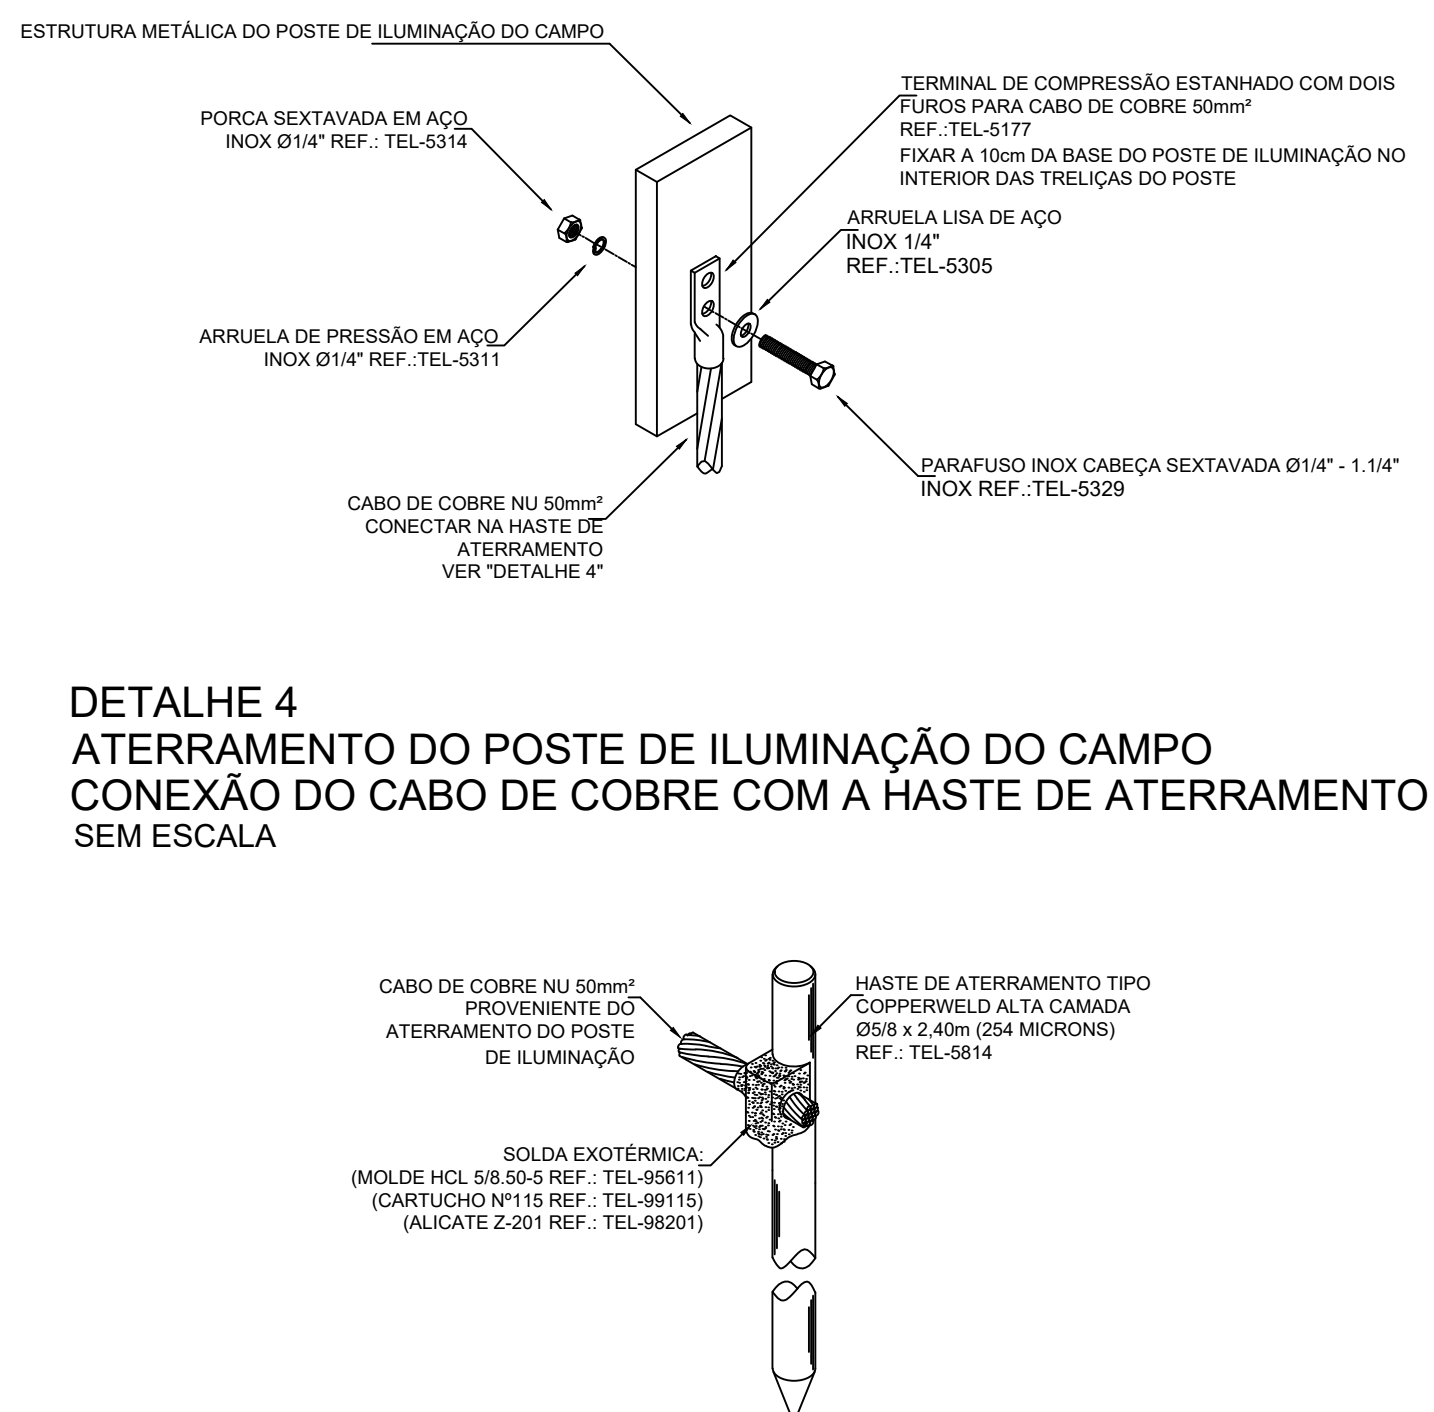 ESTRUTURA METÁLICA DO POSTE DE ILUMINAÇÃO DO CAMPO
TERMINAL DE COMPRESSÃO ESTANHADO COM DOIS
FUROS PARA CABO DE COBRE 50mm²
REF.:TEL-5177
FIXAR A 10cm DA BASE DO POSTE DE ILUMINAÇÃO NO
INTERIOR DAS TRELIÇAS DO POSTE
PORCA SEXTAVADA EM AÇO
INOX Ø1/4" REF.: TEL-5314
ARRUELA LISA DE AÇO
INOX 1/4"
REF.:TEL-5305
ARRUELA DE PRESSÃO EM AÇO
INOX Ø1/4" REF.:TEL-5311
PARAFUSO INOX CABEÇA SEXTAVADA Ø1/4" - 1.1/4"
INOX REF.:TEL-5329
CABO DE COBRE NU 50mm²
CONECTAR NA HASTE DE
ATERRAMENTO
VER "DETALHE 4"
DETALHE 4
ATERRAMENTO DO POSTE DE ILUMINAÇÃO DO CAMPO
CONEXÃO DO CABO DE COBRE COM A HASTE DE ATERRAMENTO
SEM ESCALA
CABO DE COBRE NU 50mm²
PROVENIENTE DO
ATERRAMENTO DO POSTE
DE ILUMINAÇÃO
HASTE DE ATERRAMENTO TIPO
COPPERWELD ALTA CAMADA
Ø5/8 x 2,40m (254 MICRONS)
REF.: TEL-5814
SOLDA EXOTÉRMICA:
(MOLDE HCL 5/8.50-5 REF.: TEL-95611)
(CARTUCHO Nº115 REF.: TEL-99115)
(ALICATE Z-201 REF.: TEL-98201)